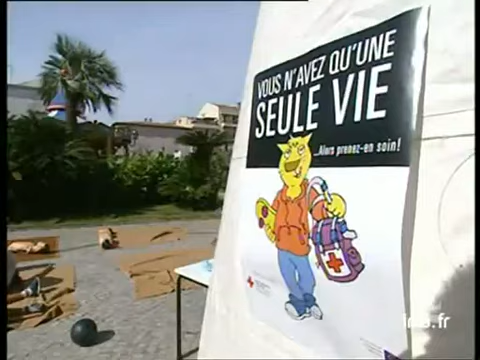 VOUS N'AVEZ QU'UNE
SEULE VIE
...Alors prenez-en soin!
ina.fr